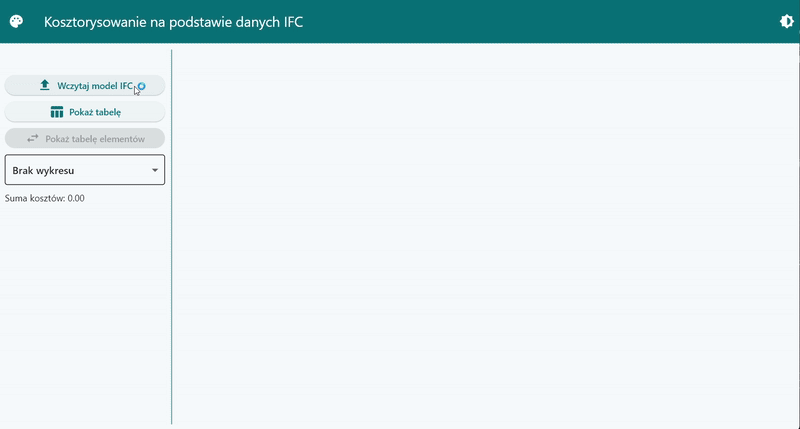 Kosztorysowanie na podstawie danych IFC
Wczytaj model IFC
Pokaż tabelę
Pokaż tabelę elementów
Brak wykresu
Suma kosztów: 0.00